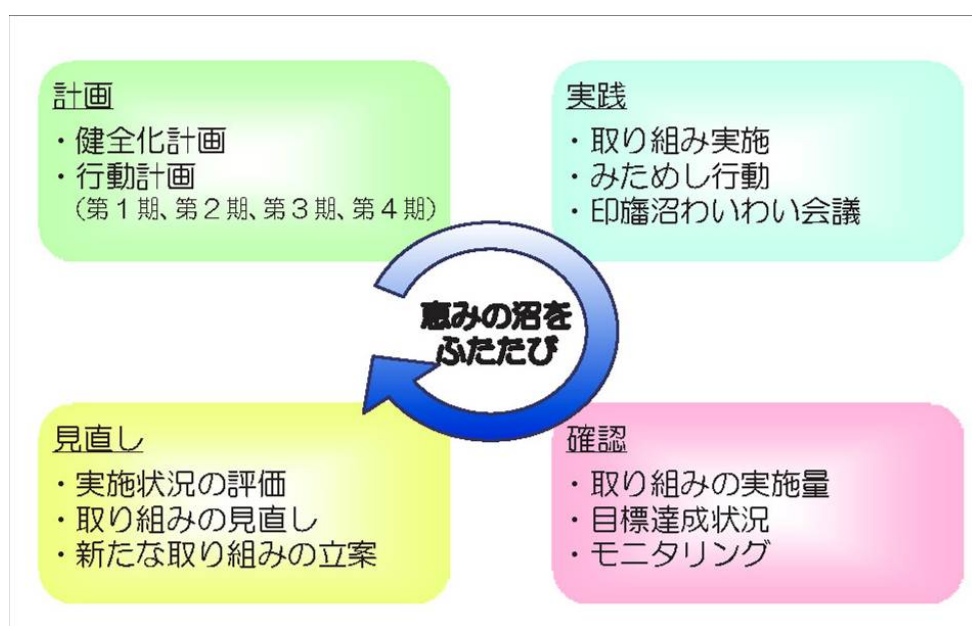 計画
・健全化計画
・行動計画
(第1期、第2期、第3期、第4期)
実践
・取り組み実施
・みためし行動
・印旛沼わいわい会議
恵みの沼を
ふたたび
見直し
・実施状況の評価
・取り組みの見直し
・新たな取り組みの立案
確認
・取り組みの実施量
・目標達成状況
・モニタリング